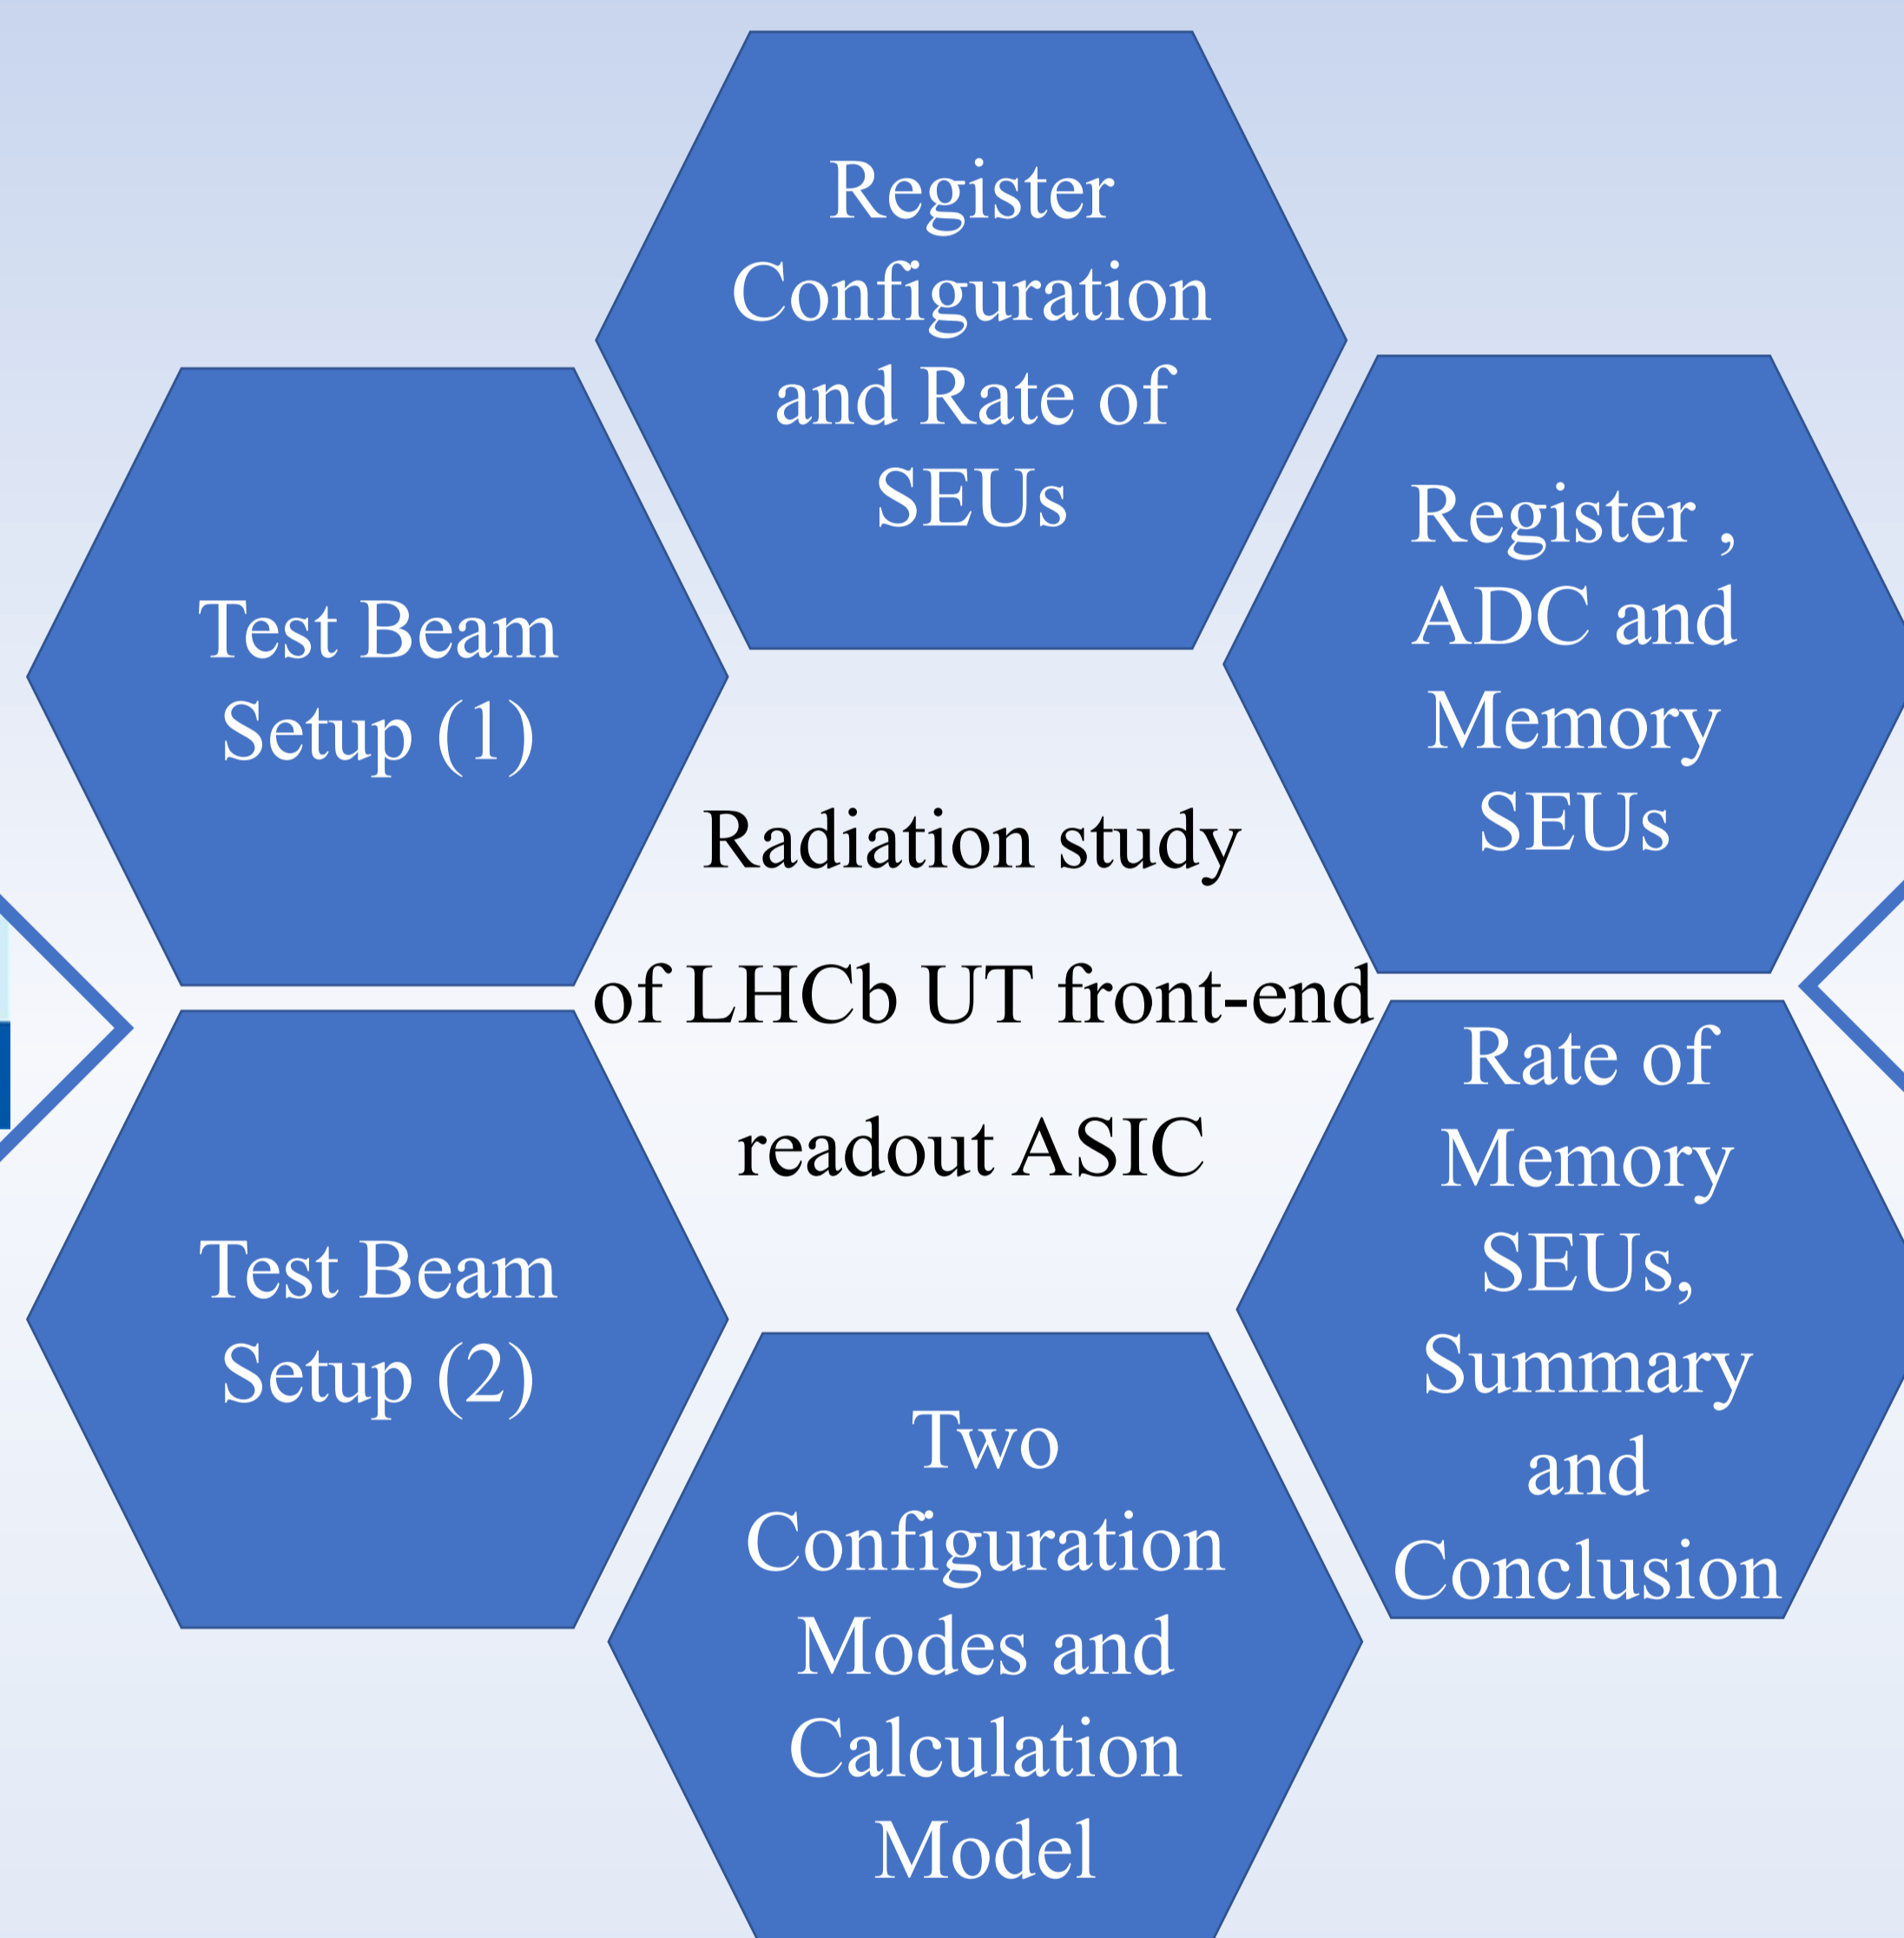 Register
Configuration
and Rate of
SEUs
Test Beam
Setup (1)
Register ,
ADC and
Memory
SEUs
Radiation study
of LHCb UT front-end
readout ASIC
Test Beam
Setup (2)
Rate of
Memory
SEUs,
Summary
and
Conclusion
Two
Configuration
Modes and
Calculation
Model